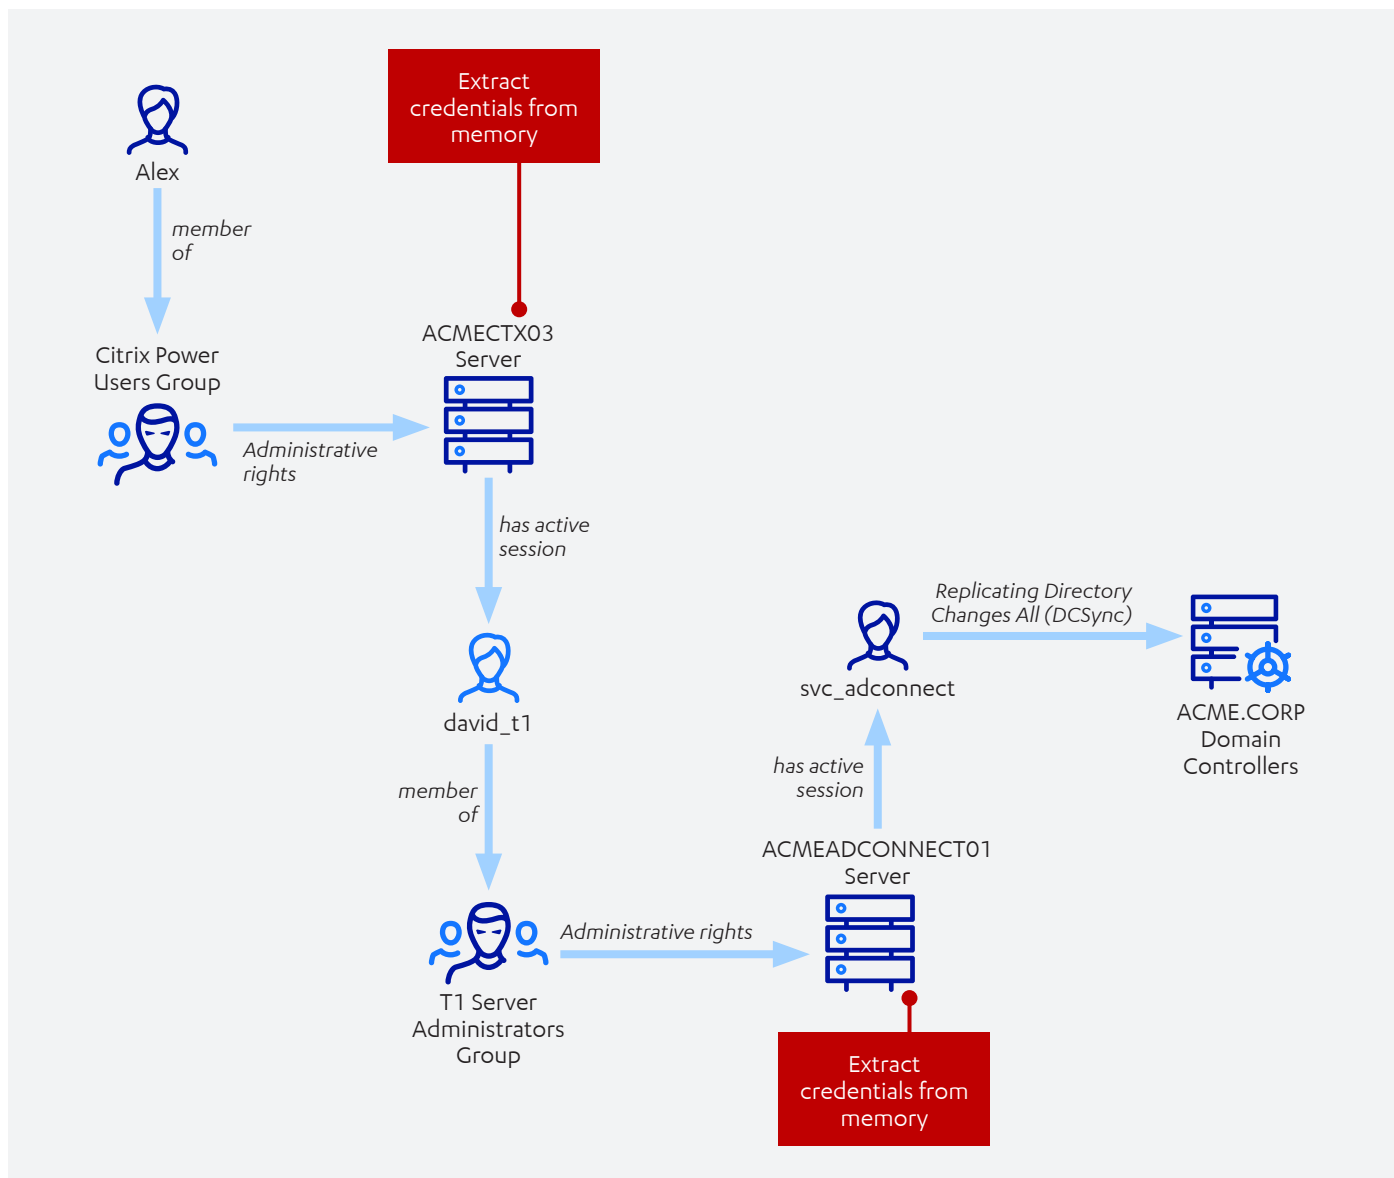 Extract
credentials from
memory
Alex
member
of
Citrix Power
Users Group
Administrative
rights
ACMECTX03
Server
has active
session
david_t1
member
of
T1 Server
Administrators
Group
Administrative rights
ACMEADCONNECT01
Server
Extract
credentials from
memory
has active
session
svc_adconnect
Replicating Directory
Changes All (DCSync)
ACME.CORP
Domain
Controllers